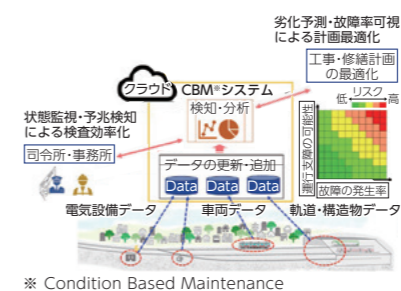 劣化予測・故障率可視
による計画最適化
クラウド
CBM※システム
工事・修繕計画
の最適化
検知・分析
リスク
低
高
状態監視・予兆検知
による検査効率化
司令所・事務所
運行支障の可能性
データの更新・追加
Data
Data
Data
故障の発生率
電気設備データ
車両データ
軌道・構造物データ
※ Condition Based Maintenance